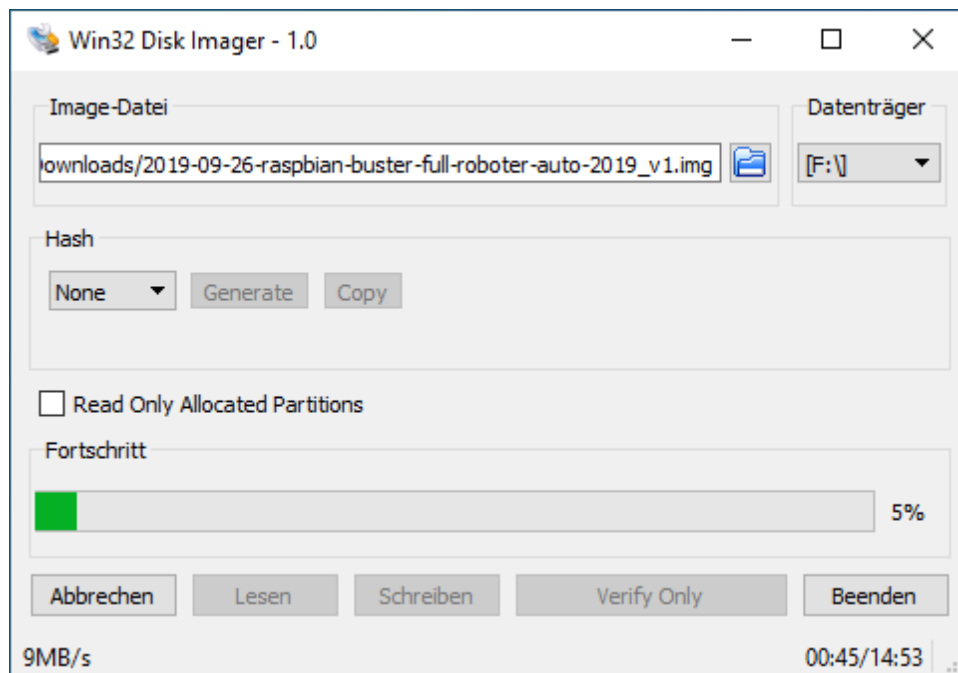 Win32 Disk Imager - 1.0
Image-Datei
Datenträger
ownloads/2019-09-26-raspbian-buster-full-roboter-auto-2019_v1.img
[F:\]
Hash
None
Generate
Copy
Read Only Allocated Partitions
Fortschritt
5%
Abbrechen
Lesen
Schreiben
Verify Only
Beenden
9MB/s
00:45/14:53